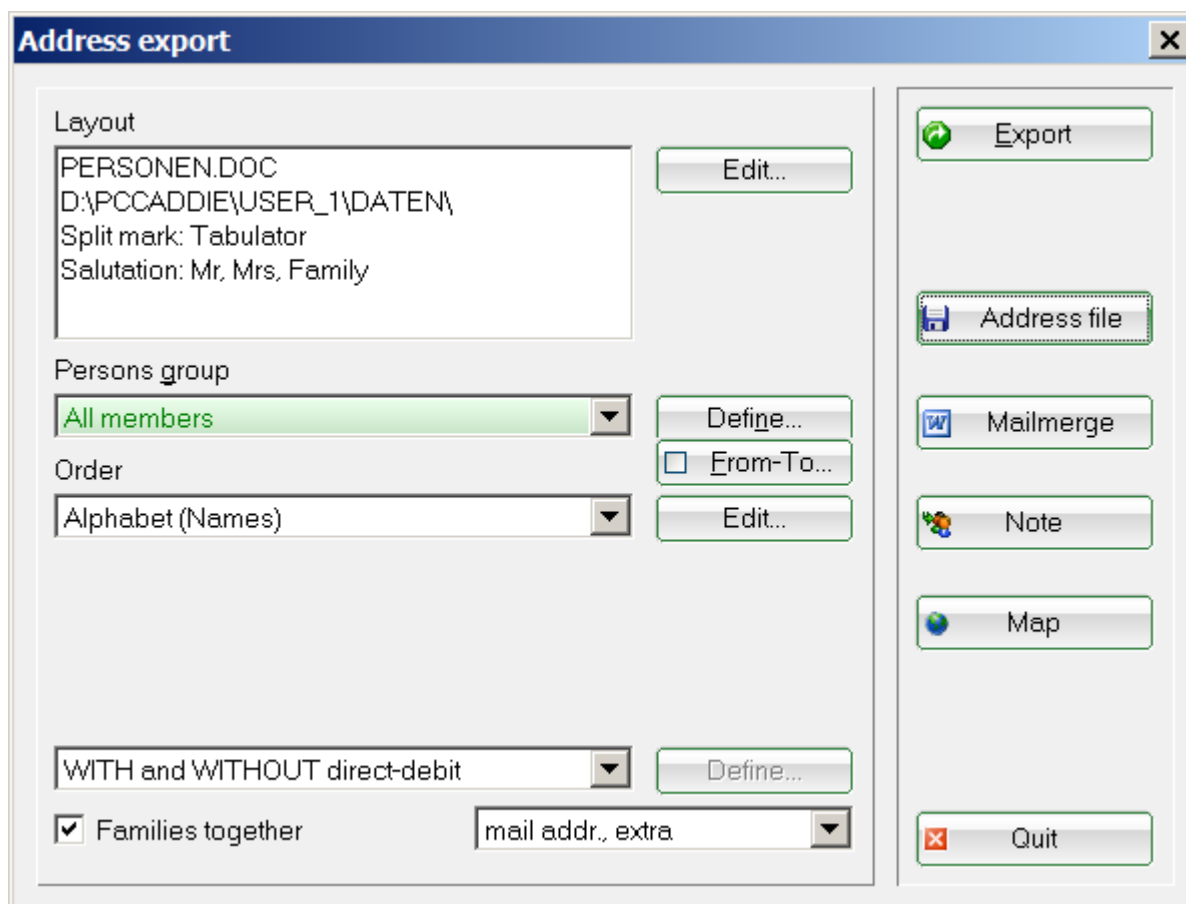 Address export
Layout
PERSONEN.DOC
D:\PCCADDIE\USER_1\DATEN\
Split mark: Tabulator
Salutation: Mr, Mrs, Family
Edit...
Persons group
All members
Define...
From-To...
Order
Alphabet (Names)
Edit...
WITH and WITHOUT direct-debit
Define...
Families together
mail addr., extra
Export
Address file
Mailmerge
Note
Map
Quit